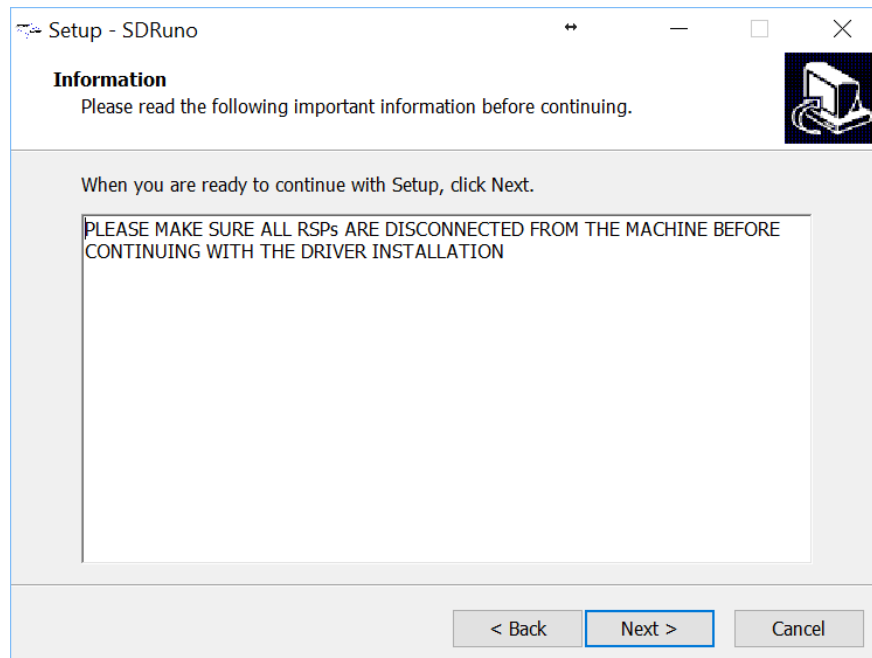 Setup - SDRuno
Information
Please read the following important information before continuing.
When you are ready to continue with Setup, click Next.
PLEASE MAKE SURE ALL RSPs ARE DISCONNECTED FROM THE MACHINE BEFORE
CONTINUING WITH THE DRIVER INSTALLATION
< Back Next > Cancel